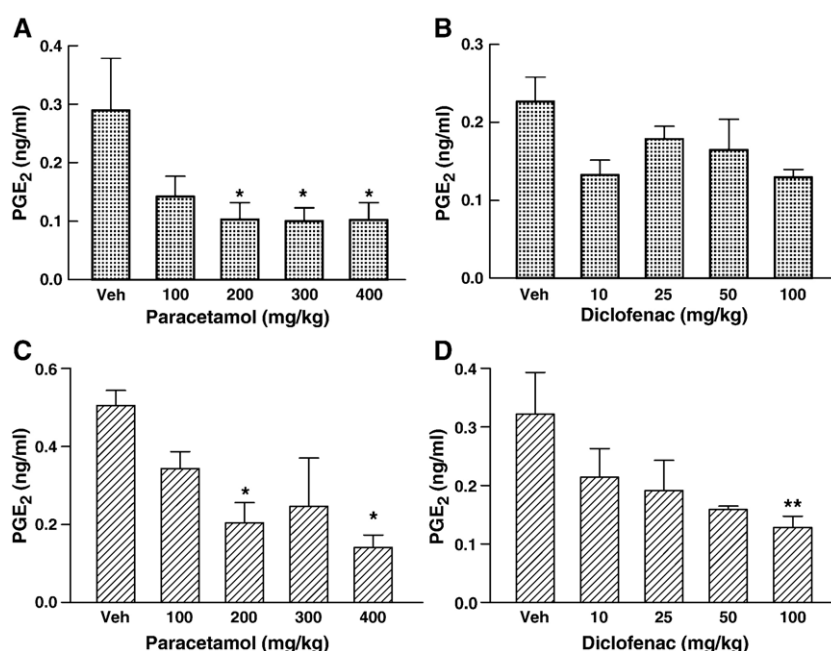 A
PGE2 (ng/ml)
0.4
0.3
0.2
0.1
0.0
*
*
*
Veh 100 200 300 400
Paracetamol (mg/kg)
B
PGE2 (ng/ml)
0.3
0.2
0.1
0.0
Veh 10 25 50 100
Diclofenac (mg/kg)
C
PGE2 (ng/ml)
0.6
0.4
0.2
0.0
*
*
Veh 100 200 300 400
Paracetamol (mg/kg)
D
PGE2 (ng/ml)
0.4
0.3
0.2
0.1
0.0
**
Veh 10 25 50 100
Diclofenac (mg/kg)